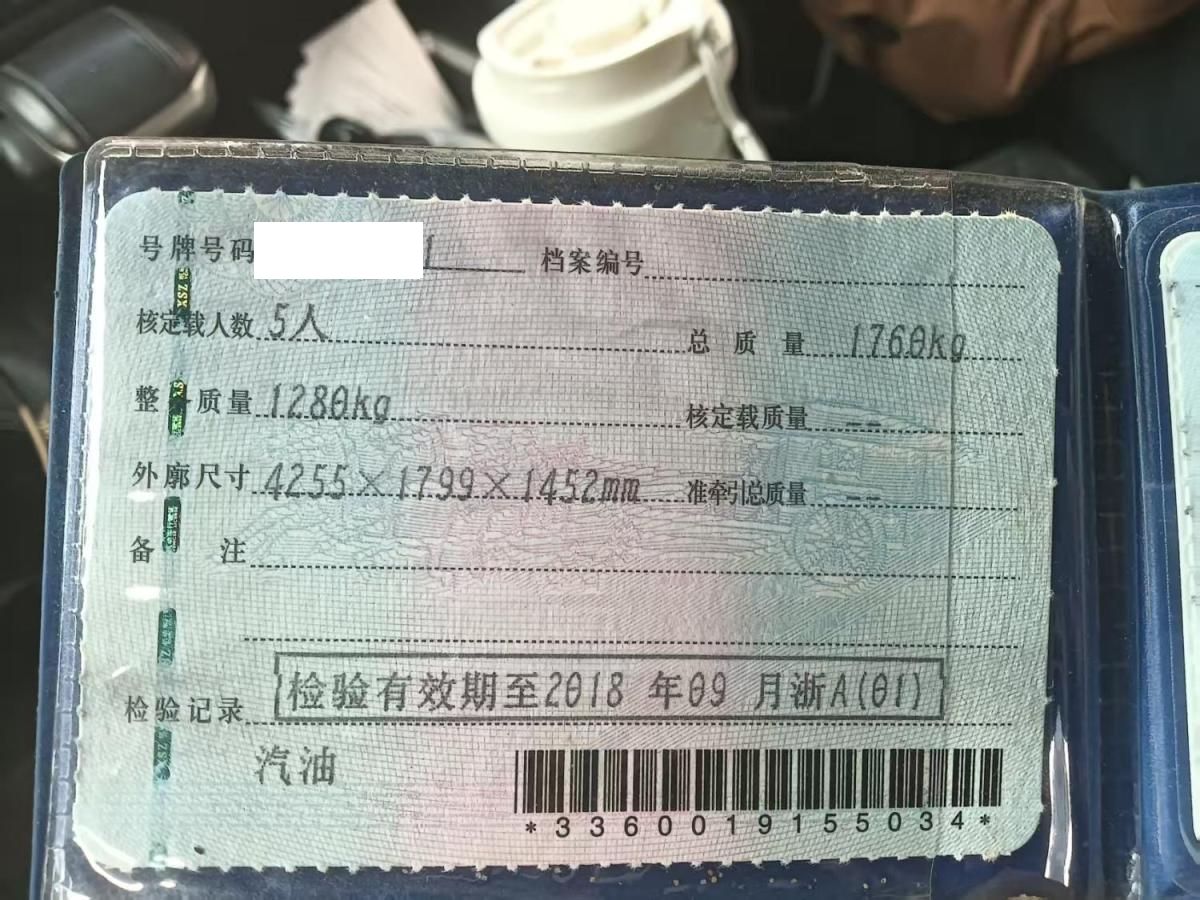 号牌号码 档案编号
核定载人数 5人 总质量 1760kg
整备质量 1280kg 核定载质量 --
外廓尺寸 4255×1799×1452mm 准牵引总质量 --
备注
检验记录 检验有效期至2018 年09 月浙A(01)
汽油
*3360019155034*